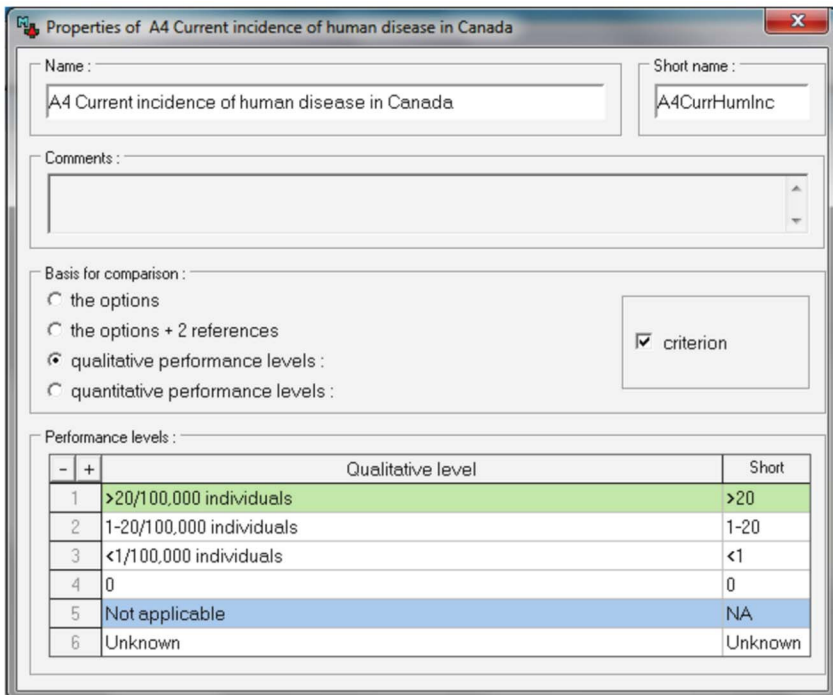 Properties of A4 Current incidence of human disease in Canada
x
Name :
Short name :
A4 Current incidence of human disease in Canada
A4CurrHumInc
Comments :
Basis for comparison :
the options
the options + 2 references
qualitative performance levels :
quantitative performance levels :
criterion
Performance levels :
- + Qualitative level Short
1 >20/100,000 individuals >20
2 1-20/100,000 individuals 1-20
3 <1/100,000 individuals <1
4 0 0
5 Not applicable NA
6 Unknown Unknown